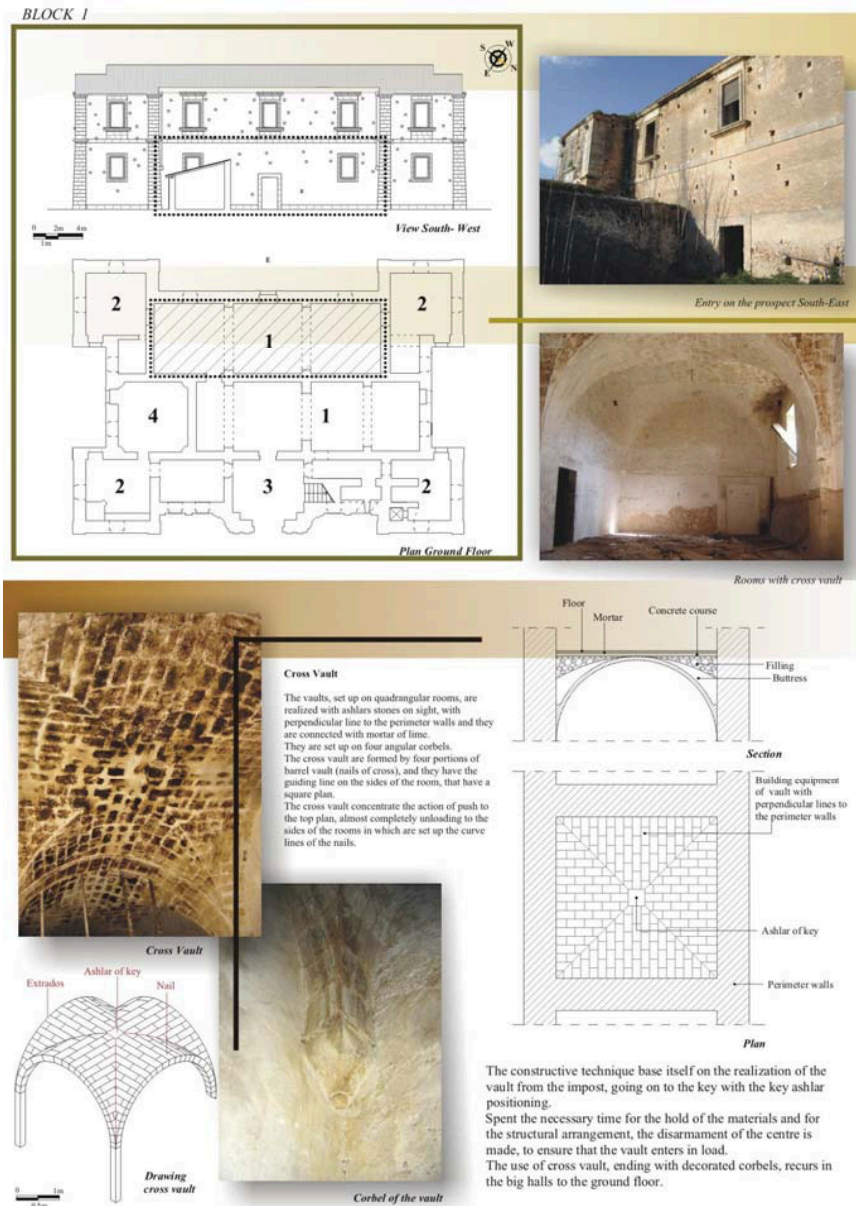 BLOCK 1
S W
E N
0 2m 4m
1m
View South- West
E
2
2
1
4
1
2
3
2
Plan Ground Floor
Entry on the prospect South-East
Rooms with cross vault
Cross Vault
The vaults, set up on quadrangular rooms, are
realized with ashlars stones on sight, with
perpendicular line to the perimeter walls and they
are connected with mortar of lime.
They are set up on four angular corbels.
The cross vault are formed by four portions of
barrel vault (nails of cross), and they have the
guiding line on the sides of the room, that have a
square plan.
The cross vault concentrate the action of push to
the top plan, almost completely unloading to the
sides of the rooms in which are set up the curve
lines of the nails.
Floor
Mortar
Concrete course
Filling
Buttress
Section
Building equipment
of vault with
perpendicular lines to
the perimeter walls
Ashlar of key
Perimeter walls
Plan
Cross Vault
Extrados
Ashlar of key
Nail
Drawing
cross vault
0 1m
0.5m
Corbel of the vault
The constructive technique base itself on the realization of the
vault from the impost, going on to the key with the key ashlar
positioning.
Spent the necessary time for the hold of the materials and for
the structural arrangement, the disarmament of the centre is
made, to ensure that the vault enters in load.
The use of cross vault, ending with decorated corbels, recurs in
the big halls to the ground floor.